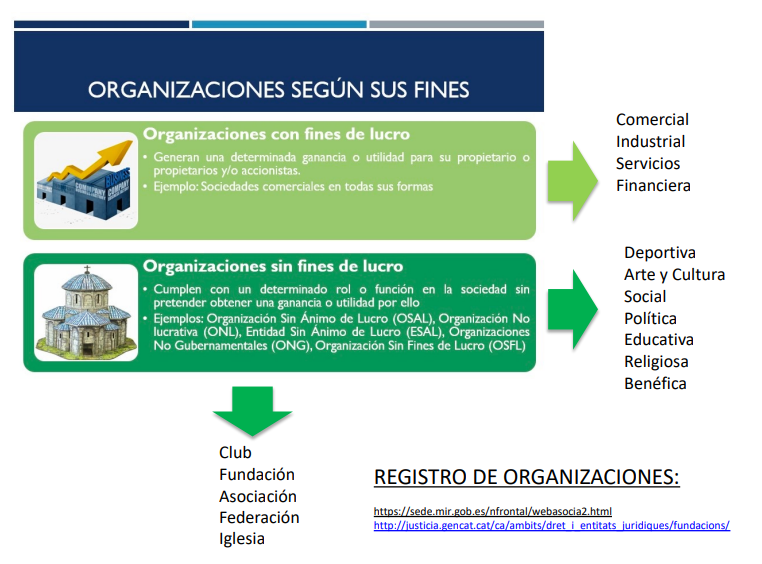 ORGANIZACIONES SEGÚN SUS FINES
Organizaciones con fines de lucro
• Generan una determinada ganancia o utilidad para su propietario o
propietarios y/o accionistas.
• Ejemplo: Sociedades comerciales en todas sus formas
Comercial
Industrial
Servicios
Financiera
Organizaciones sin fines de lucro
• Cumplen con un determinado rol o función en la sociedad sin
pretender obtener una ganancia o utilidad por ello
• Ejemplos: Organización Sin Ánimo de Lucro (OSAL), Organización No
lucrativa (ONL), Entidad Sin Ánimo de Lucro (ESAL), Organizaciones
No Gubernamentales (ONG), Organización Sin Fines de Lucro (OSFL)
Deportiva
Arte y Cultura
Social
Política
Educativa
Religiosa
Benéfica
Club
Fundación
Asociación
Federación
Iglesia
REGISTRO DE ORGANIZACIONES:
https://sede.mir.gob.es/nfrontal/webasocia2.html
http://justicia.gencat.cat/ca/ambits/dret_i_entitats_juridiques/fundacions/